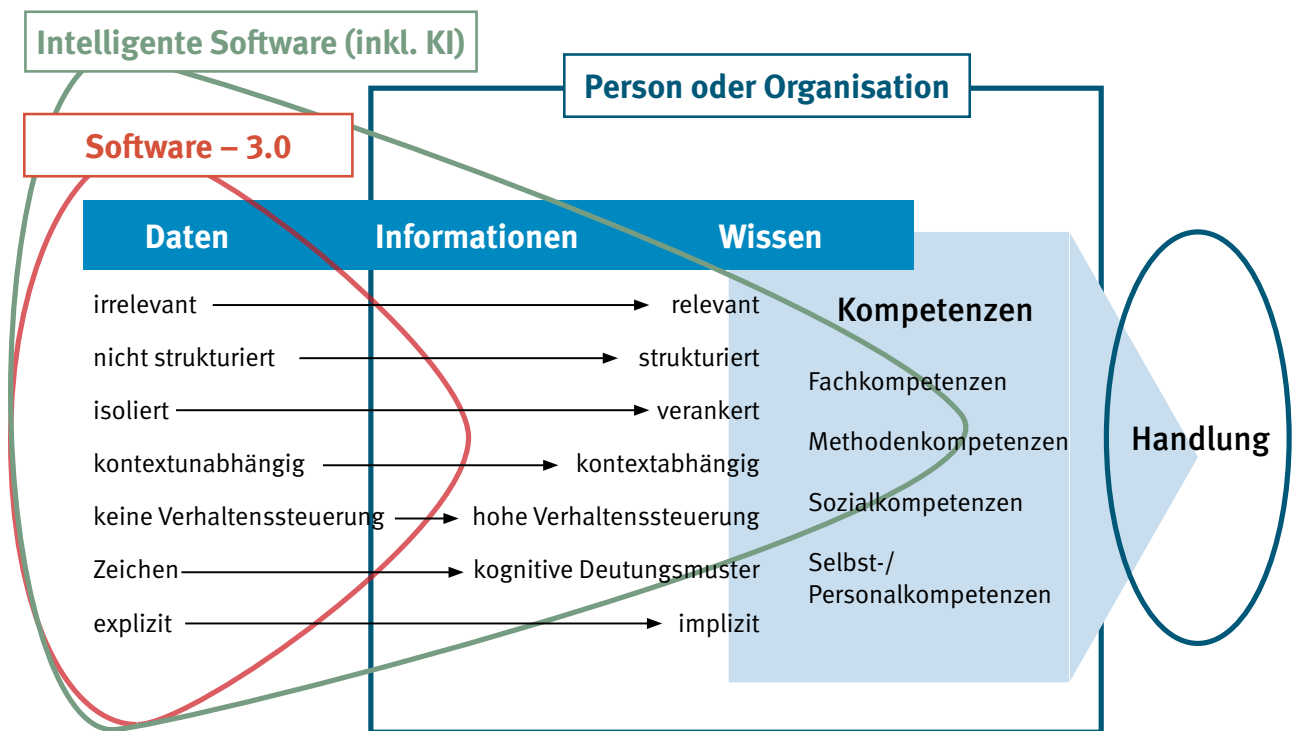 Intelligente Software (inkl. KI)
Person oder Organisation
Software – 3.0
Daten Informationen Wissen
irrelevant relevant
Kompetenzen
nicht strukturiert strukturiert
Fachkompetenzen
isoliert verankert
Methodenkompetenzen
Handlung
kontextunabhängig kontextabhängig
Sozialkompetenzen
keine Verhaltenssteuerung hohe Verhaltenssteuerung
Zeichen kognitive Deutungsmuster
Selbst-/
Personalkompetenzen
explizit implizit